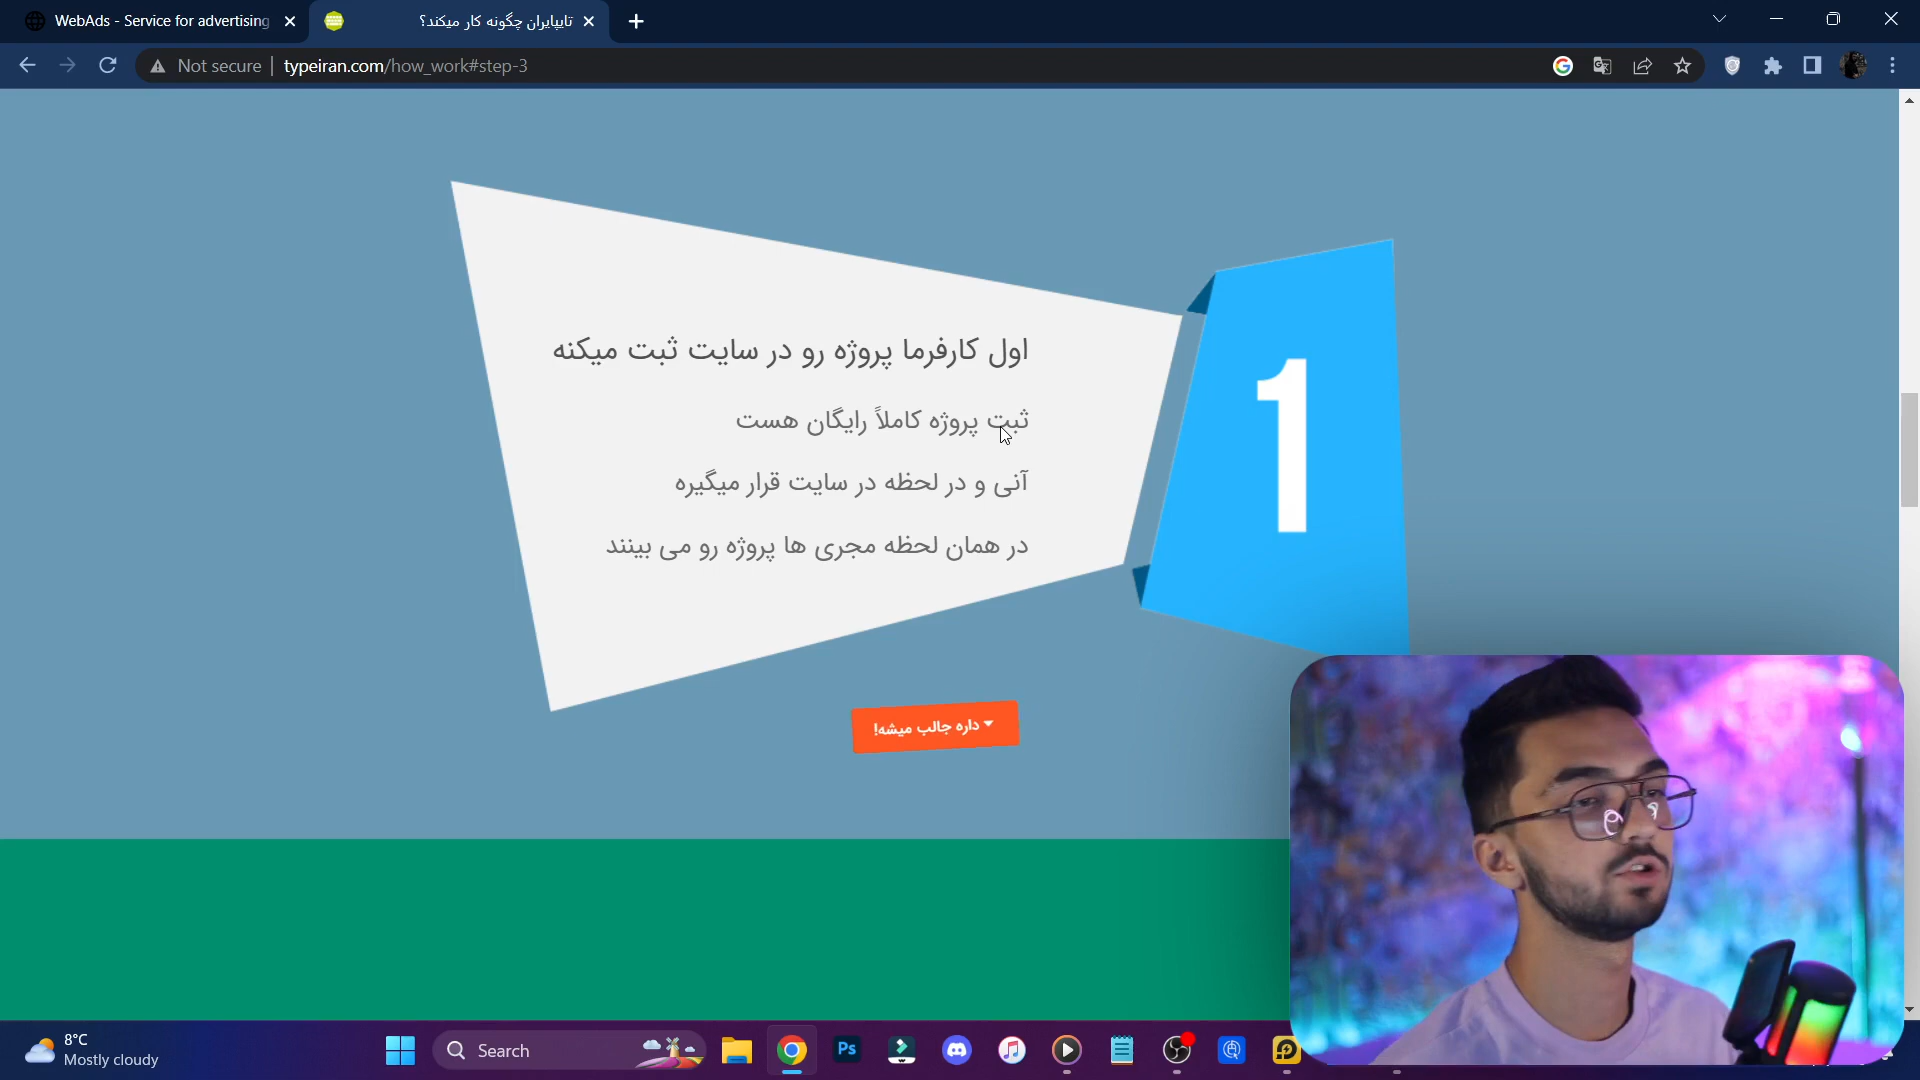 WebAds - Service for advertising
تایپایران چگونه کار میکند؟
Not secure
typeiran.com/how_work#step-3
اول کارفرما پروژه رو در سایت ثبت میکنه
ثبت پروژه کاملاً رایگان هست
آنی و در لحظه در سایت قرار میگیره
در همان لحظه مجری ها پروژه رو می بینند
1
داره جالب میشه!
8°C
Mostly cloudy
Search
Ps